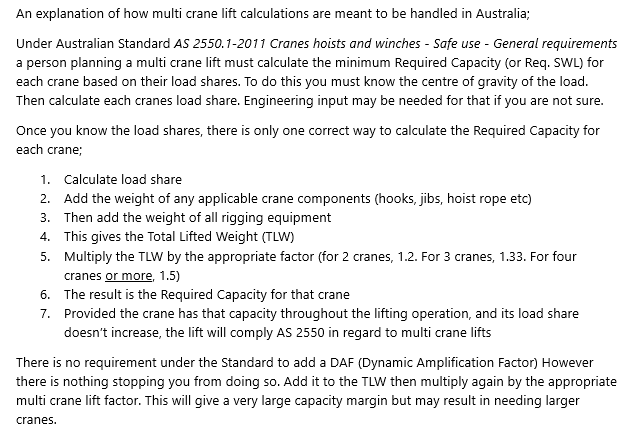 An explanation of how multi crane lift calculations are meant to be handled in Australia;
Under Australian Standard AS 2550.1-2011 Cranes hoists and winches - Safe use - General requirements
a person planning a multi crane lift must calculate the minimum Required Capacity (or Req. SWL) for
each crane based on their load shares. To do this you must know the centre of gravity of the load.
Then calculate each cranes load share. Engineering input may be needed for that if you are not sure.
Once you know the load shares, there is only one correct way to calculate the Required Capacity for
each crane;
1. Calculate load share
2. Add the weight of any applicable crane components (hooks, jibs, hoist rope etc)
3. Then add the weight of all rigging equipment
4. This gives the Total Lifted Weight (TLW)
5. Multiply the TLW by the appropriate factor (for 2 cranes, 1.2. For 3 cranes, 1.33. For four
cranes or more, 1.5)
6. The result is the Required Capacity for that crane
7. Provided the crane has that capacity throughout the lifting operation, and its load share
doesn't increase, the lift will comply AS 2550 in regard to multi crane lifts
There is no requirement under the Standard to add a DAF (Dynamic Amplification Factor) However
there is nothing stopping you from doing so. Add it to the TLW then multiply again by the appropriate
multi crane lift factor. This will give a very large capacity margin but may result in needing larger
cranes.